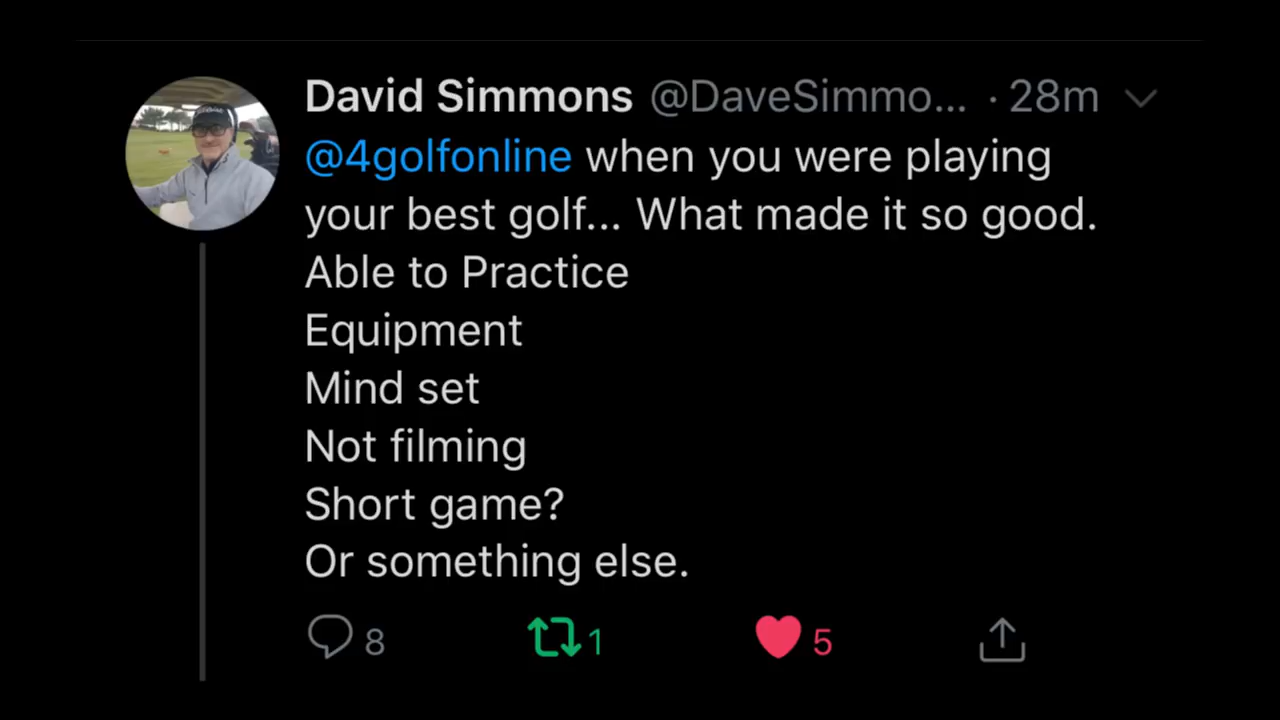 David Simmons @DaveSimmo... · 28m
@4golfonline when you were playing
your best golf... What made it so good.
Able to Practice
Equipment
Mind set
Not filming
Short game?
Or something else.
8 1 5